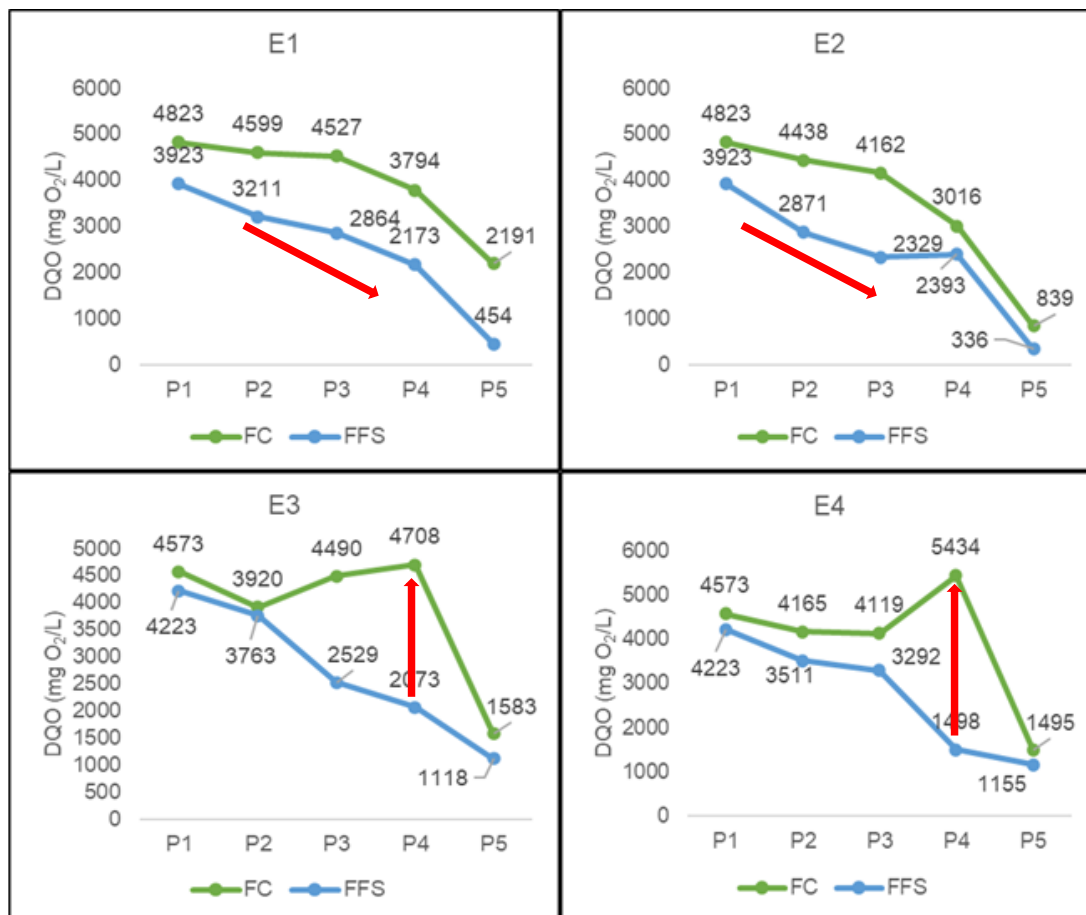 E1
6000
5000
4000
3000
2000
1000
0
DQO (mg O₂/L)
4823 4599 4527 3794 2191
3923 3211 2864 2173 454
P1 P2 P3 P4 P5
FC FFS
E2
6000
5000
4000
3000
2000
1000
0
DQO (mg O₂/L)
4823 4438 4162 3016 839
3923 2871 2329 2393 336
P1 P2 P3 P4 P5
FC FFS
E3
5000
4500
4000
3500
3000
2500
2000
1500
1000
500
0
DQO (mg O₂/L)
4573 3920 4490 4708 1583
4223 3763 2529 2073 1118
P1 P2 P3 P4 P5
FC FFS
E4
6000
5000
4000
3000
2000
1000
0
DQO (mg O₂/L)
4573 4165 4119 5434 1495
4223 3511 3292 1498 1155
P1 P2 P3 P4 P5
FC FFS